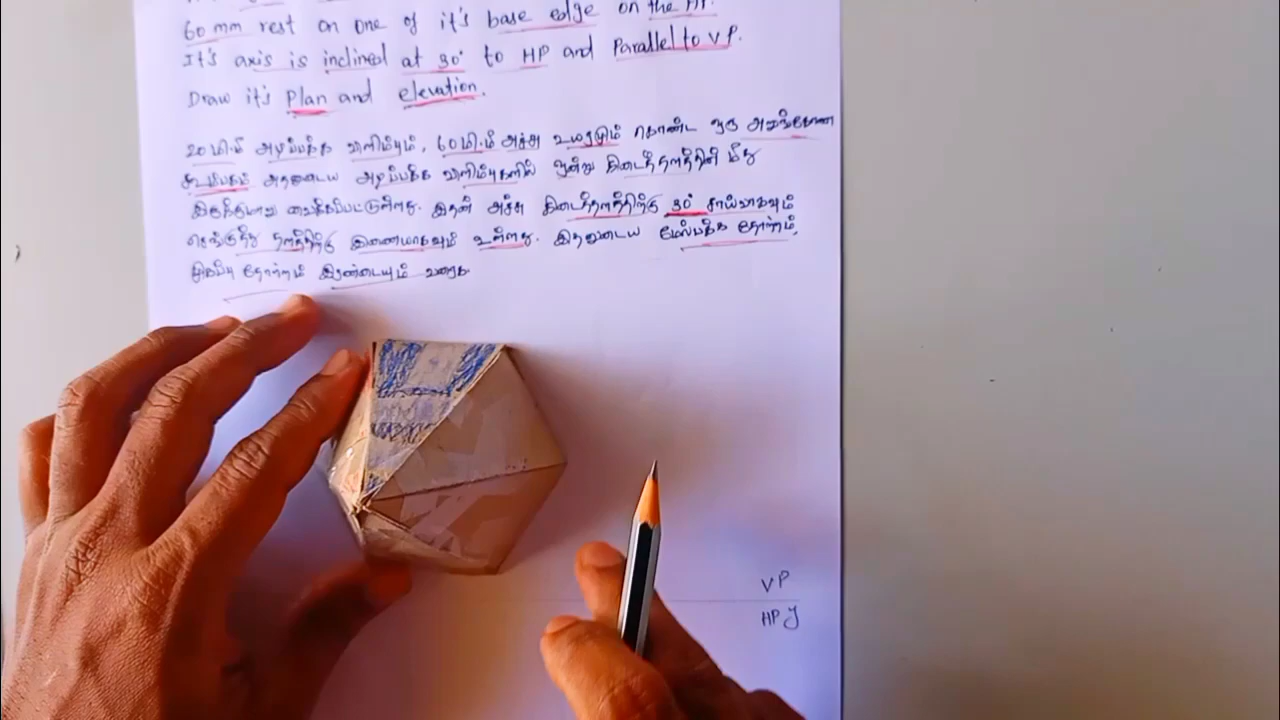 60 mm rest on one of it's base edge on the HP.
It's axis is inclined at 30° to HP and Parallel to VP.
Draw it's Plan and elevation.
20 மி.மீ அடிப்பக்க விளிம்பும், 60 மி.மீ அச்சு உயரமும் கொண்ட ஒரு அறுங்கோண
கூம்பகம் அதனுடைய அடிப்பக்க விளிம்புகளில் ஒன்று கிடைத்தளத்தின் மீது
இருக்குமாறு வைக்கப்பட்டுள்ளது. இதன் அச்சு கிடைத்தளத்திற்கு 30° சாய்வாகவும்
செங்குத்து தளத்திற்கு இணையாகவும் உள்ளது. இதனுடைய மேல்பக்க தோற்றம்,
முகப்பு தோற்றம் இரண்டையும் வரைக.
VP
HP